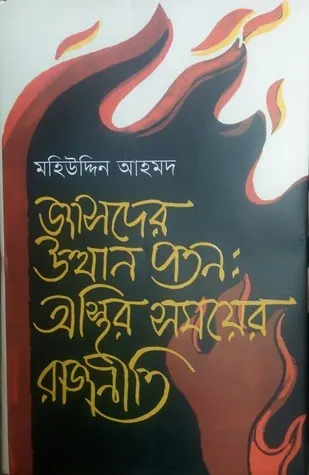 মহিউদ্দিন আহমদ
জাসদের
উত্থান পতন:
অস্থির সময়ের
রাজনীতি